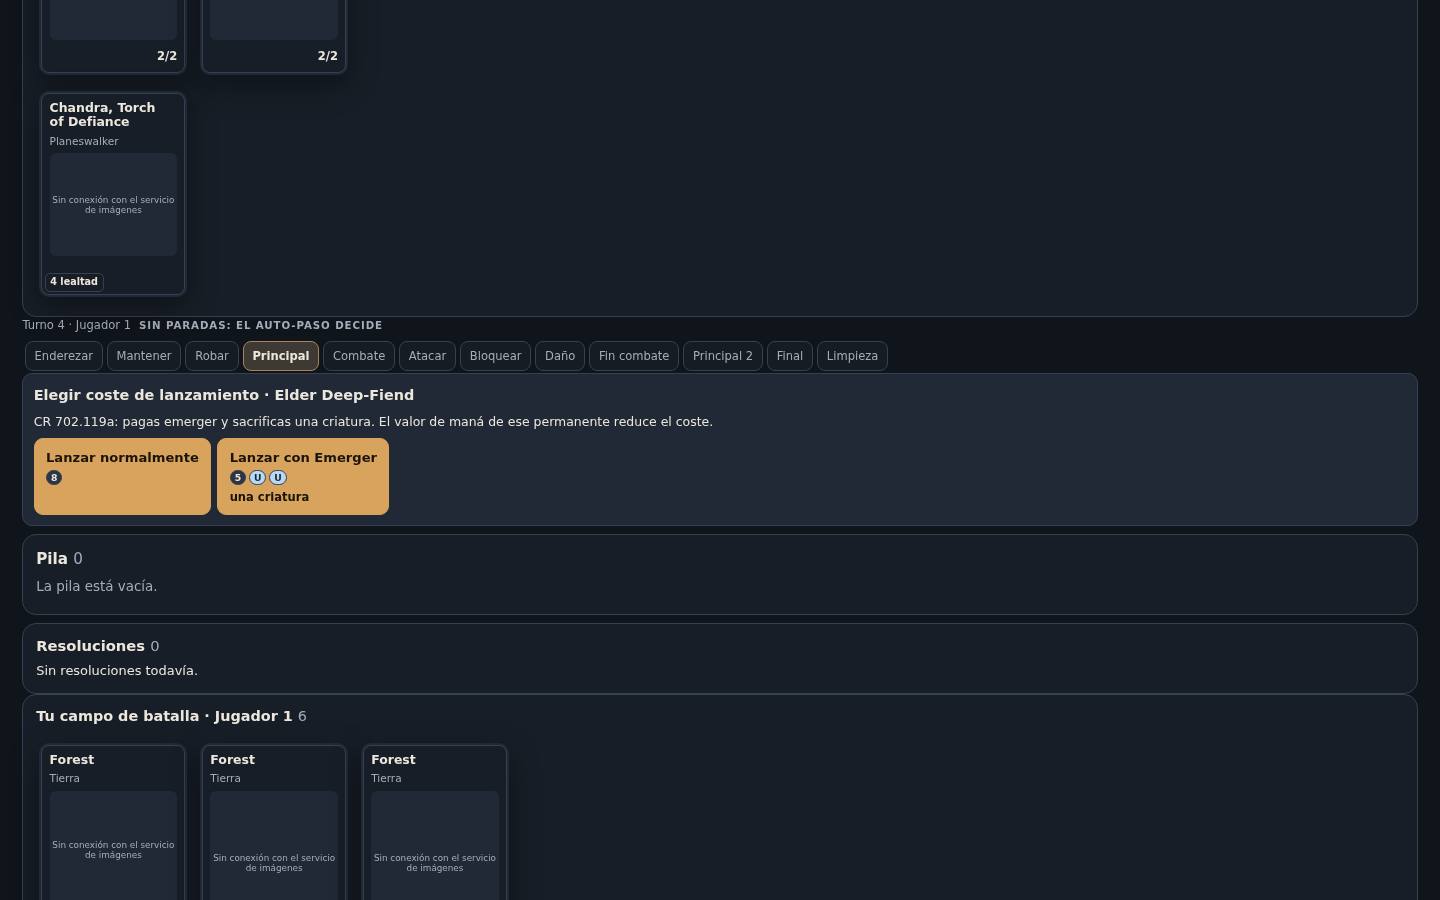 2/2
2/2
Chandra, Torch
of Defiance
Planeswalker
Sin conexión con el servicio
de imágenes
4 lealtad
Turno 4 · Jugador 1 SIN PARADAS: EL AUTO-PASO DECIDE
Enderezar
Mantener
Robar
Principal
Combate
Atacar
Bloquear
Daño
Fin combate
Principal 2
Final
Limpieza
Elegir coste de lanzamiento · Elder Deep-Fiend
CR 702.119a: pagas emerger y sacrificas una criatura. El valor de maná de ese permanente reduce el coste.
Lanzar normalmente
8
Lanzar con Emerger
5 U U
una criatura
Pila 0
La pila está vacía.
Resoluciones 0
Sin resoluciones todavía.
Tu campo de batalla · Jugador 1 6
Forest
Tierra
Sin conexión con el servicio
de imágenes
Forest
Tierra
Sin conexión con el servicio
de imágenes
Forest
Tierra
Sin conexión con el servicio
de imágenes